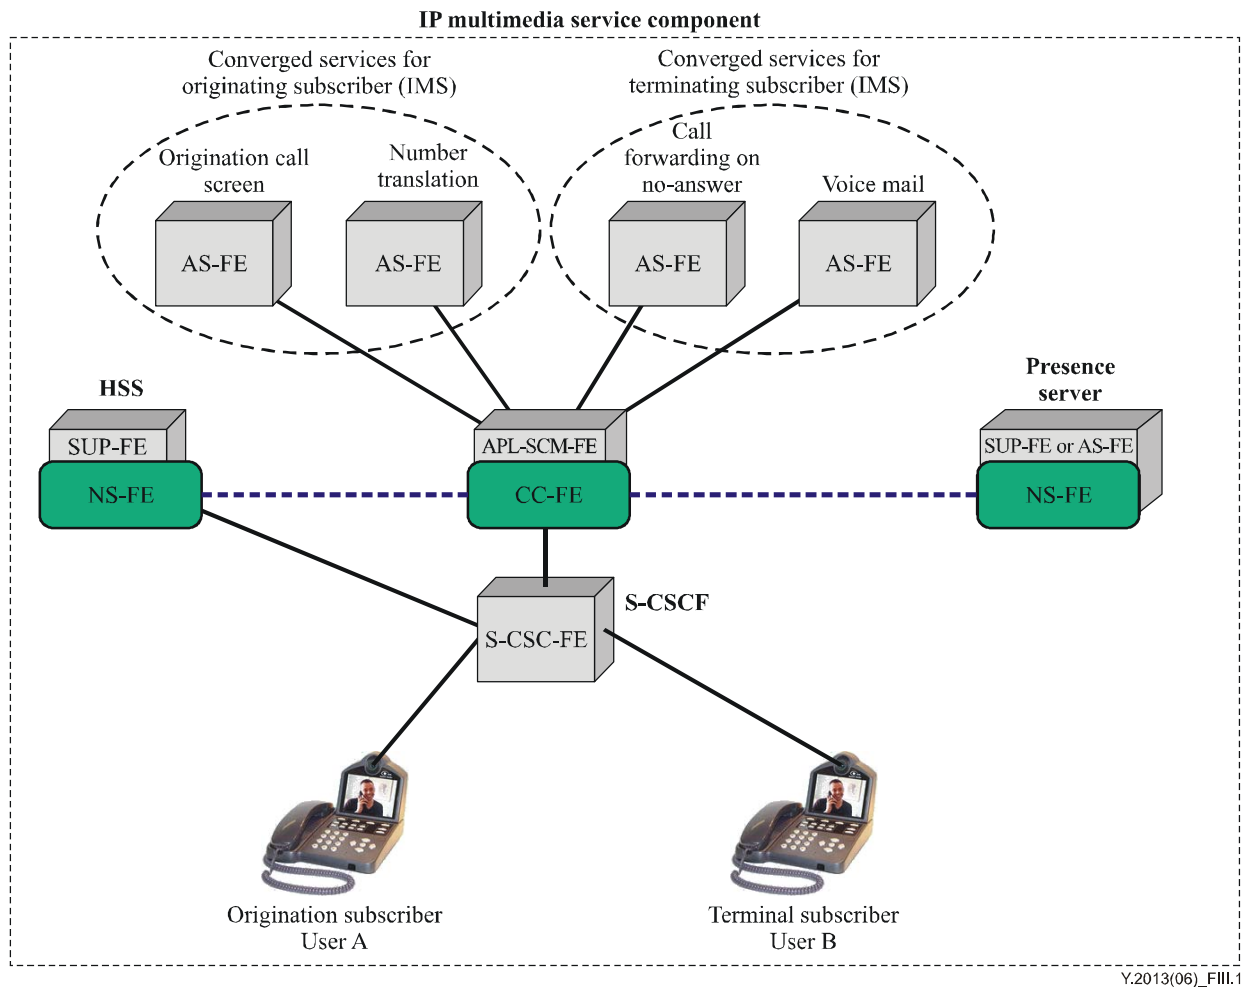 IP multimedia service component
Converged services for
originating subscriber (IMS)
Converged services for
terminating subscriber (IMS)
Origination call
screen
Number
translation
Call
forwarding on
no-answer
Voice mail
AS-FE
AS-FE
AS-FE
AS-FE
HSS
Presence
server
SUP-FE
APL-SCM-FE
SUP-FE or AS-FE
NS-FE
CC-FE
NS-FE
S-CSCF
S-CSC-FE
Origination subscriber
User A
Terminal subscriber
User B
Y.2013(06)_FIII.1